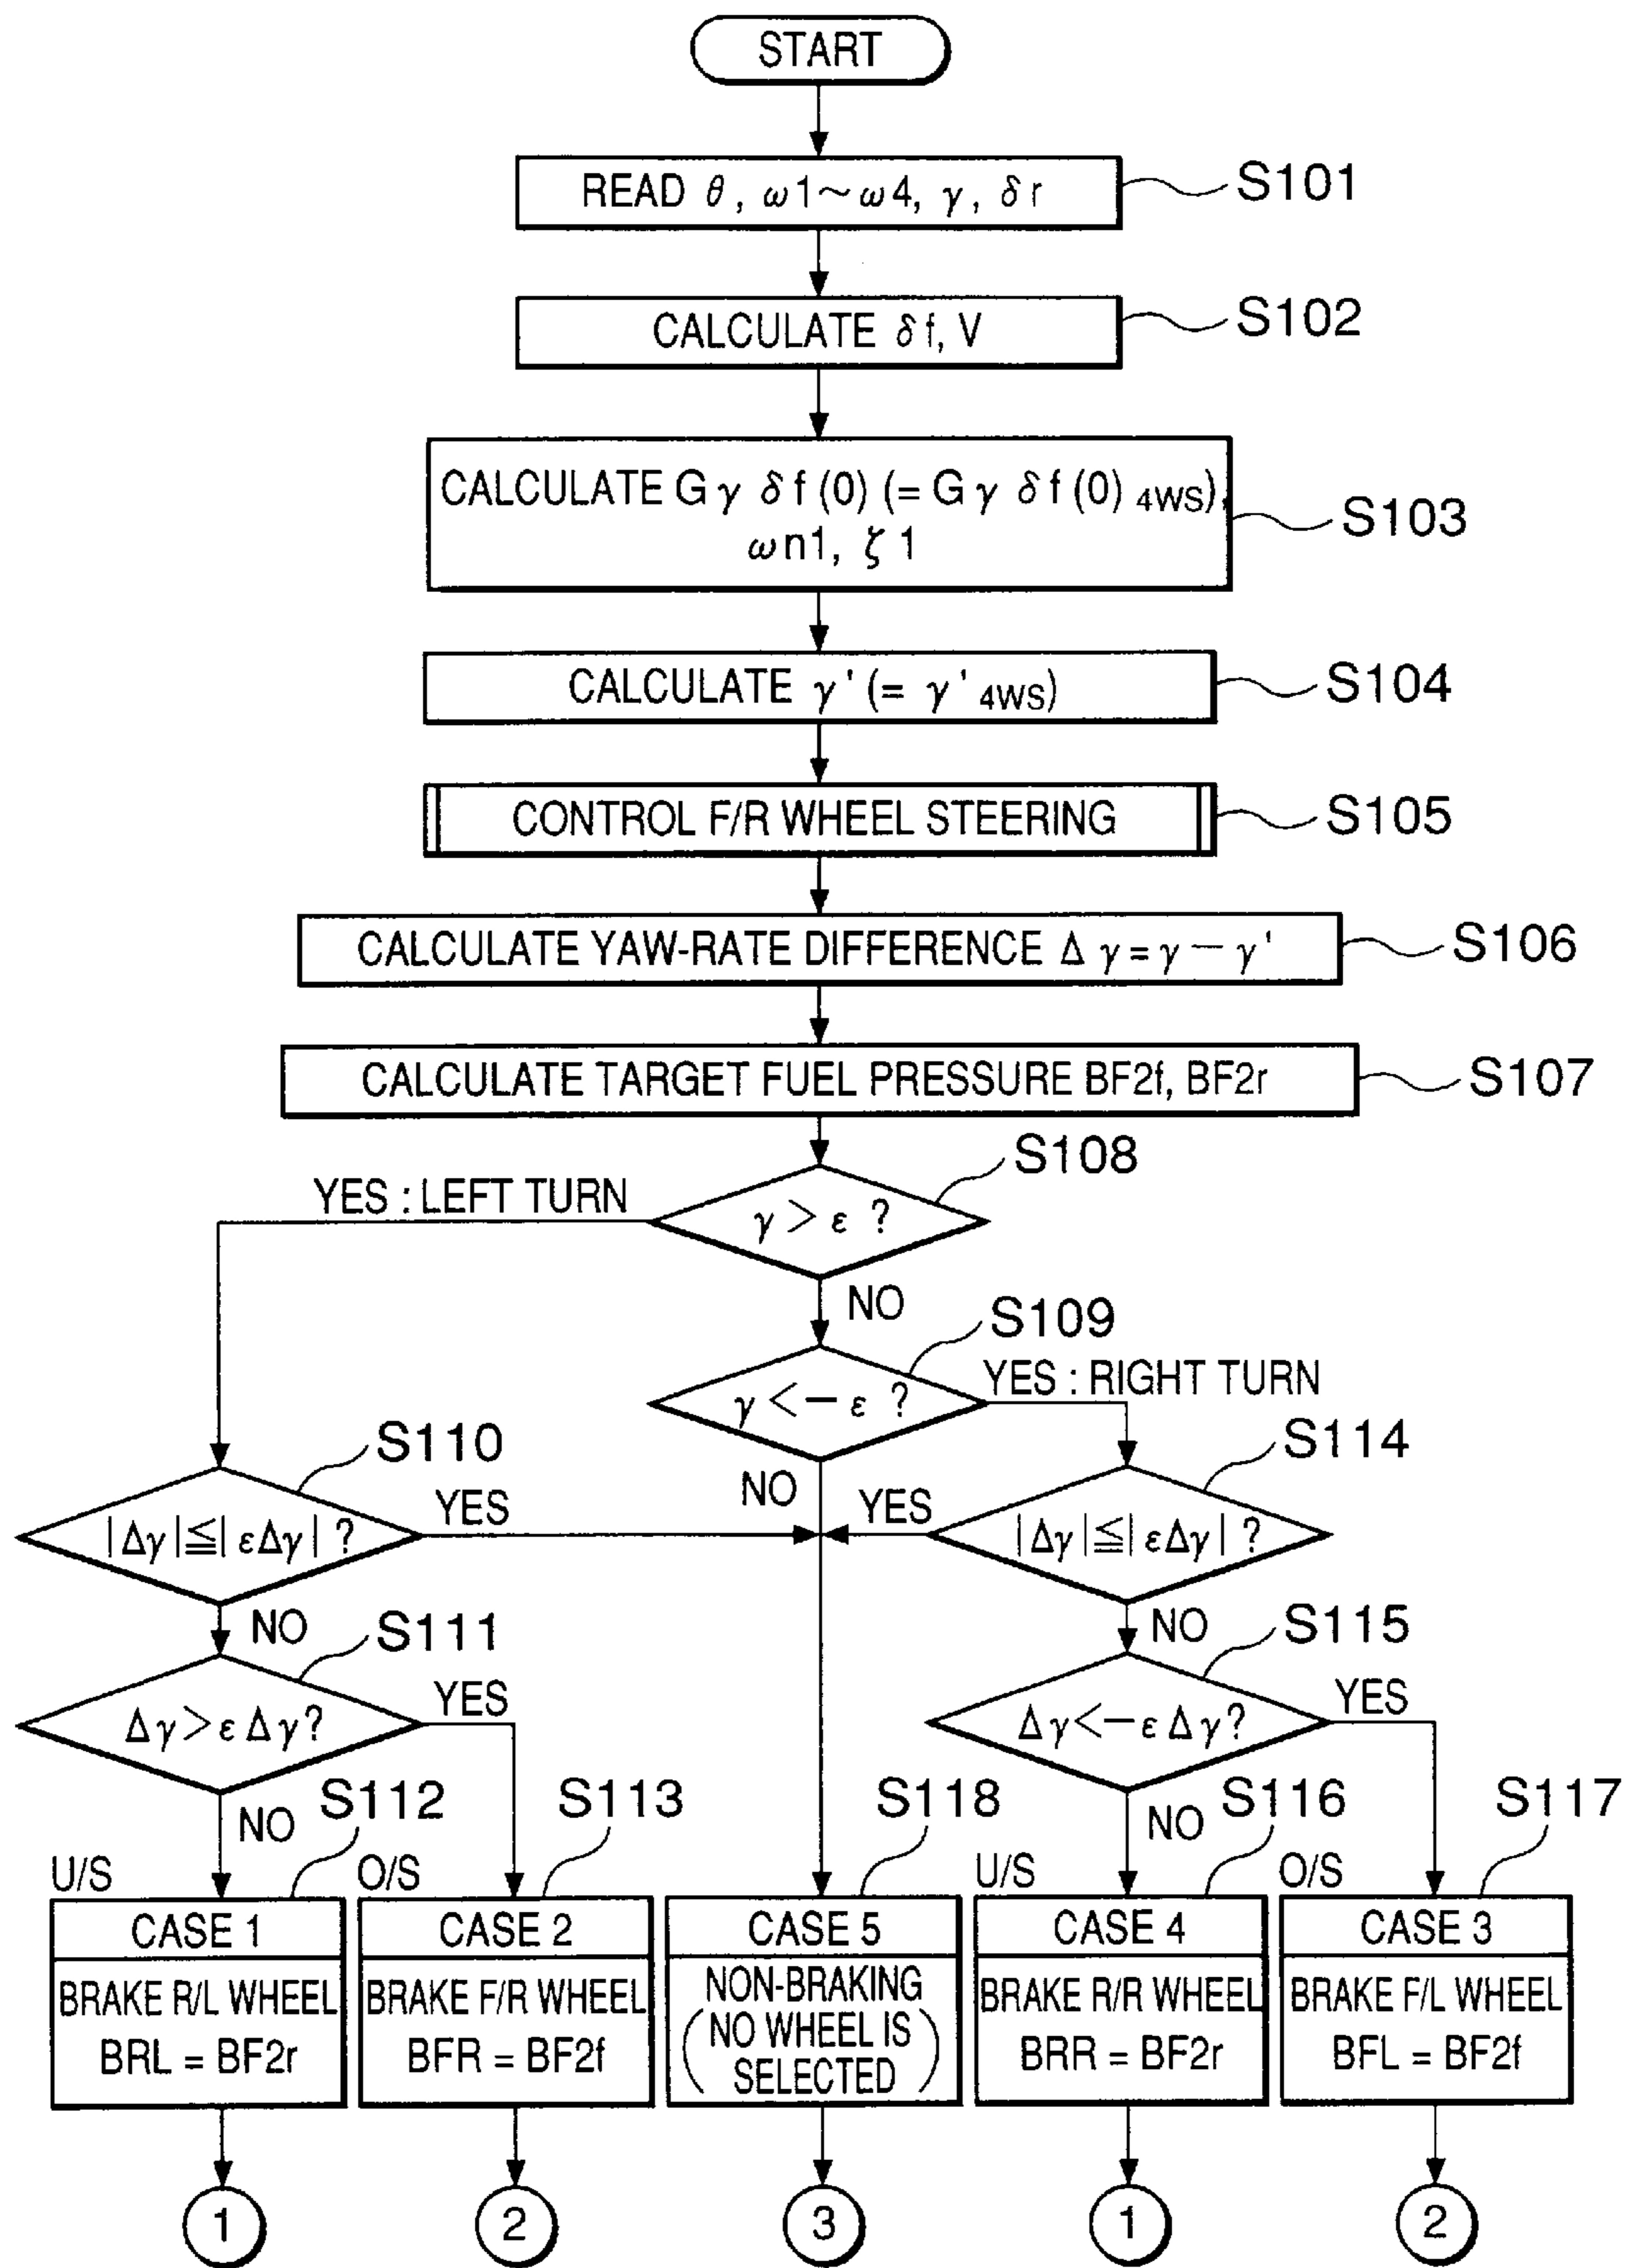 START
READ θ, ω1~ω4, γ, δr
S101
CALCULATE δf, V
S102
CALCULATE Gγ δf(0) (= Gγ δf(0) 4WS),
ωn1, ζ1
S103
CALCULATE γ' (= γ' 4WS)
S104
CONTROL F/R WHEEL STEERING
S105
CALCULATE YAW-RATE DIFFERENCE Δγ = γ − γ'
S106
CALCULATE TARGET FUEL PRESSURE BF2f, BF2r
S107
S108
YES : LEFT TURN
γ > ε ?
NO
S109
YES : RIGHT TURN
γ < − ε ?
NO
S110
|Δγ| ≦ |εΔγ| ?
YES
S114
YES
|Δγ| ≦ |εΔγ| ?
NO
S111
Δγ > εΔγ?
YES
NO
S115
Δγ < − εΔγ?
YES
NO
S112
S113
S118
NO
S116
S117
U/S
CASE 1
BRAKE R/L WHEEL
BRL = BF2r
O/S
CASE 2
BRAKE F/R WHEEL
BFR = BF2f
CASE 5
NON-BRAKING
(NO WHEEL IS
SELECTED)
U/S
CASE 4
BRAKE R/R WHEEL
BRR = BF2r
O/S
CASE 3
BRAKE F/L WHEEL
BFL = BF2f
1
2
3
1
2